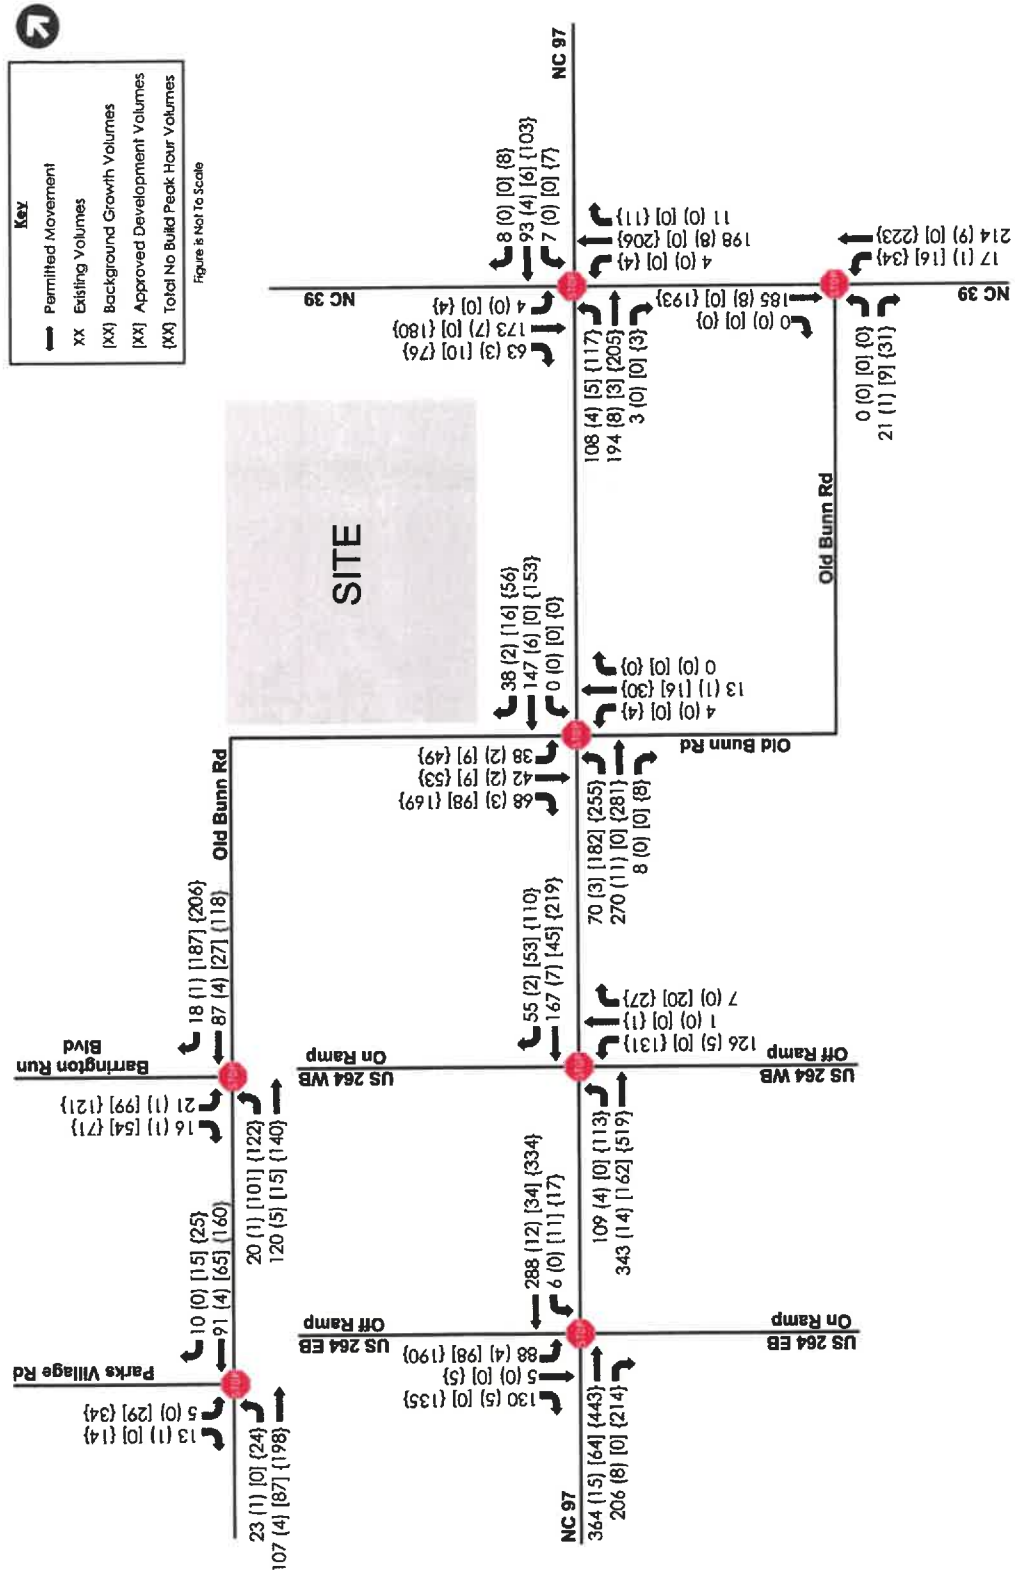 Key
Permitted Movement
XX Existing Volumes
(XX) Background Growth Volumes
[XX] Approved Development Volumes
{XX} Total No Build Peak Hour Volumes
Figure is Not To Scale
Parks Village Rd
5 (0) [29] {34}
13 (1) [0] {14}
10 (0) [15] {25}
91 (4) [65] {160}
23 (1) [0] {24}
107 (4) [87] {198}
STOP
Barrington Run
Blvd
21 (1) [99] {121}
16 (1) [54] {71}
18 (1) [187] {206}
87 (4) [27] {118}
20 (1) [101] {122}
120 (5) [15] {140}
STOP
Old Bunn Rd
SITE
US 264 EB
Off Ramp
88 (4) [98] {190}
5 (0) [0] {5}
130 (5) [0] {135}
288 (12) [34] {334}
6 (0) [11] {17}
STOP
NC 97
364 (15) [64] {443}
206 (8) [0] {214}
US 264 EB
On Ramp
US 264 WB
On Ramp
55 (2) [53] {110}
167 (7) [45] {219}
STOP
109 (4) [0] {113}
343 (14) [162] {519}
126 (5) [0] {131}
1 (0) [0] {1}
7 (0) [20] {27}
US 264 WB
Off Ramp
38 (2) [9] {49}
42 (2) [9] {53}
68 (3) [98] {169}
38 (2) [16] {56}
147 (6) [0] {153}
0 (0) [0] {0}
STOP
70 (3) [182] {255}
270 (11) [0] {281}
8 (0) [0] {8}
4 (0) [0] {4}
13 (1) [16] {30}
0 (0) [0] {0}
Old Bunn Rd
NC 39
4 (0) [0] {4}
173 (7) [0] {180}
63 (3) [10] {76}
8 (0) [0] {8}
93 (4) [6] {103}
7 (0) [0] {7}
NC 97
STOP
108 (4) [5] {117}
194 (8) [3] {205}
3 (0) [0] {3}
4 (0) [0] {4}
198 (8) [0] {206}
11 (0) [0] {11}
185 (8) [0] {193}
0 (0) [0] {0}
STOP
Old Bunn Rd
0 (0) [0] {0}
21 (1) [9] {31}
17 (1) [16] {34}
214 (9) [0] {223}
NC 39